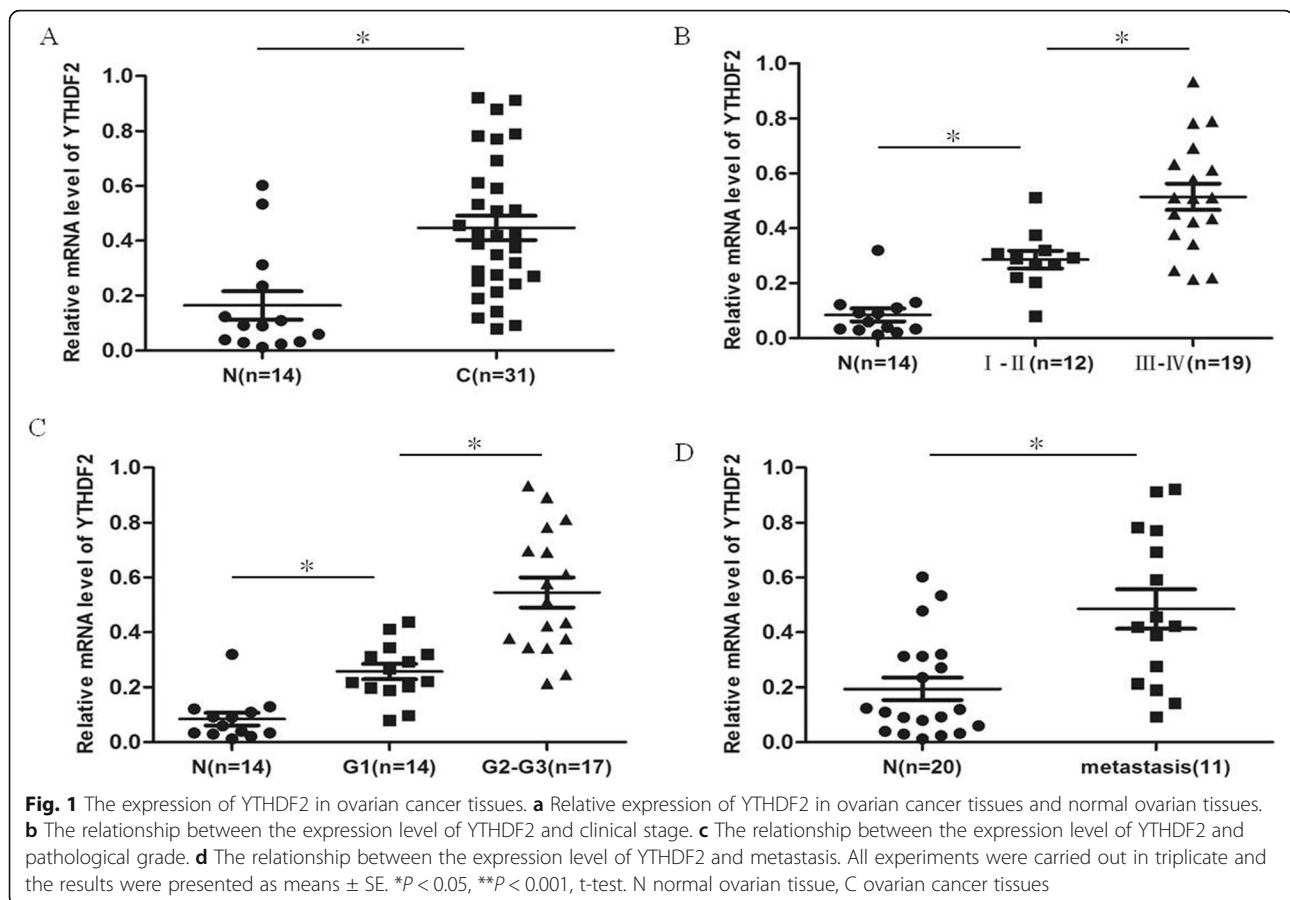 A
*
Relative mRNA level of YTHDF2
1.0
0.8
0.6
0.4
0.2
0.0
N(n=14)
C(n=31)
B
*
*
Relative mRNA level of YTHDF2
1.0
0.8
0.6
0.4
0.2
0.0
N(n=14)
Ⅰ-Ⅱ(n=12)
III-IV(n=19)
C
*
*
Relative mRNA level of YTHDF2
1.0
0.8
0.6
0.4
0.2
0.0
N(n=14)
G1(n=14)
G2-G3(n=17)
D
*
Relative mRNA level of YTHDF2
1.0
0.8
0.6
0.4
0.2
0.0
N(n=20)
metastasis(11)
Fig. 1 The expression of YTHDF2 in ovarian cancer tissues. a Relative expression of YTHDF2 in ovarian cancer tissues and normal ovarian tissues.
b The relationship between the expression level of YTHDF2 and clinical stage. c The relationship between the expression level of YTHDF2 and
pathological grade. d The relationship between the expression level of YTHDF2 and metastasis. All experiments were carried out in triplicate and
the results were presented as means ± SE. *P < 0.05, **P < 0.001, t-test. N normal ovarian tissue, C ovarian cancer tissues